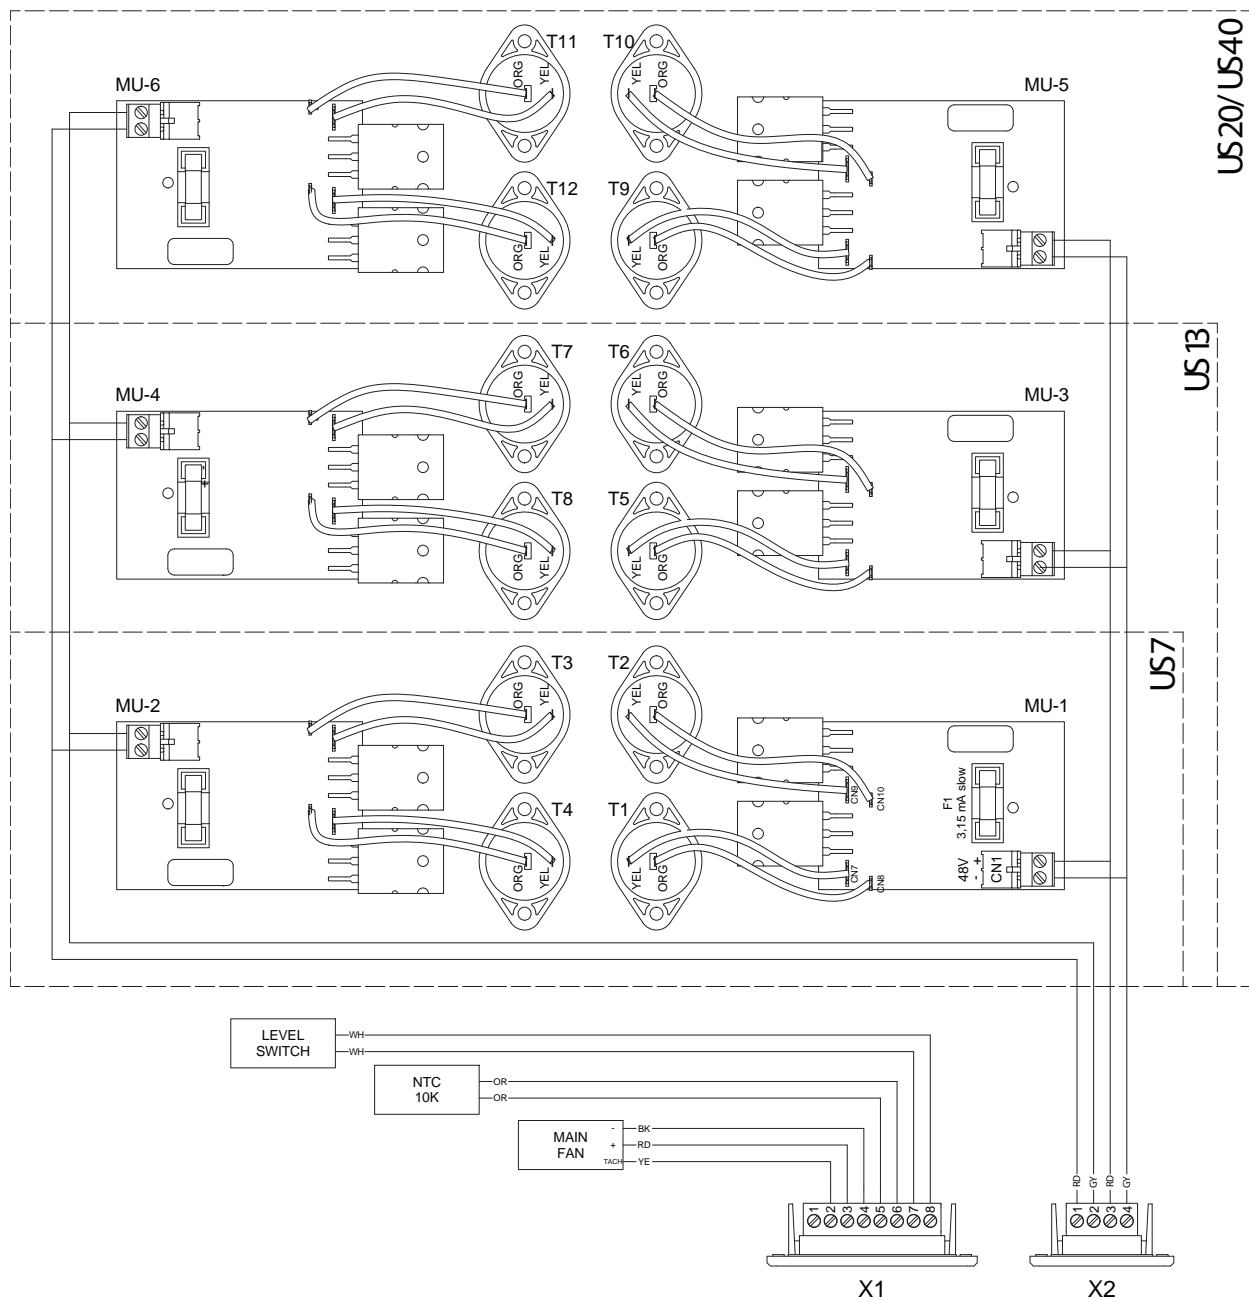 T11
T10
MU-6
MU-5
ORG
YEL
YEL
ORG
US20/ US40
T12
T9
ORG
YEL
YEL
ORG
US13
T7
T6
MU-4
MU-3
ORG
YEL
YEL
ORG
+
-
T8
T5
ORG
YEL
YEL
ORG
US7
T3
T2
MU-2
MU-1
ORG
YEL
YEL
ORG
CN9
CN10
F1
3,15 mA slow
T4
T1
ORG
YEL
YEL
ORG
CN7
CN8
48V
- +
CN1
LEVEL
SWITCH
WH
WH
NTC
10K
OR
OR
MAIN
FAN
-
+
TACH
BK
RD
YE
RD
GY
RD
GY
1
2
3
4
5
6
7
8
1
2
3
4
X1
X2